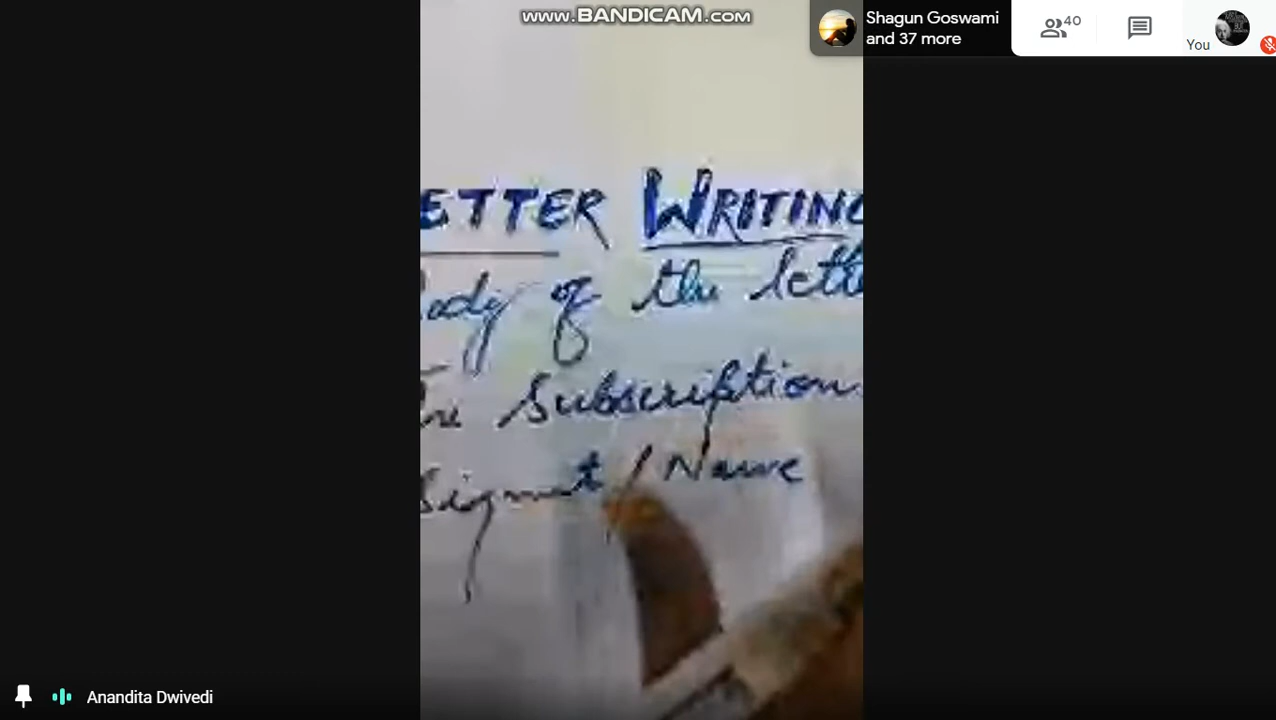 www.BANDICAM.com
Shagun Goswami
and 37 more
40
You
ETTER WRITING
ody of the lette
Subscription
/ Name
Anandita Dwivedi